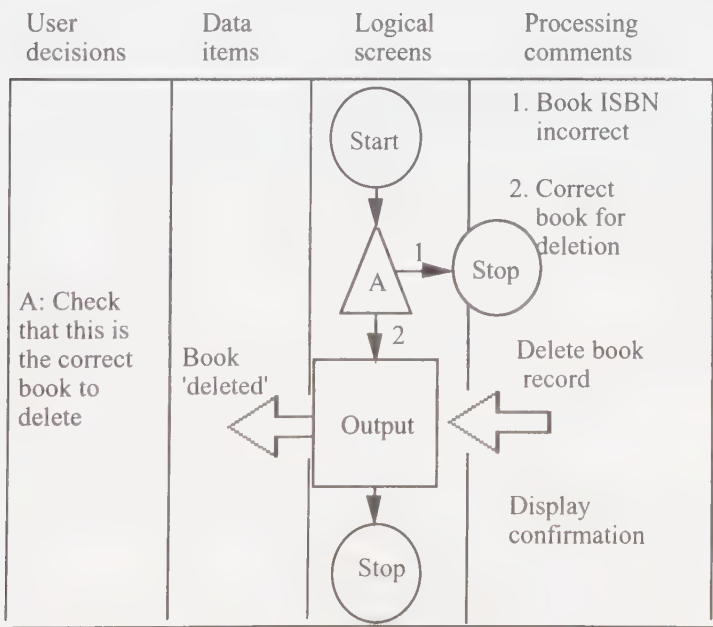 User
decisions
Data
items
Logical
screens
Processing
comments
Start
1. Book ISBN
incorrect
2. Correct
book for
deletion
1
Stop
A
A: Check
that this is
the correct
book to
delete
2
Book
'deleted'
Output
Delete book
record
Display
confirmation
Stop